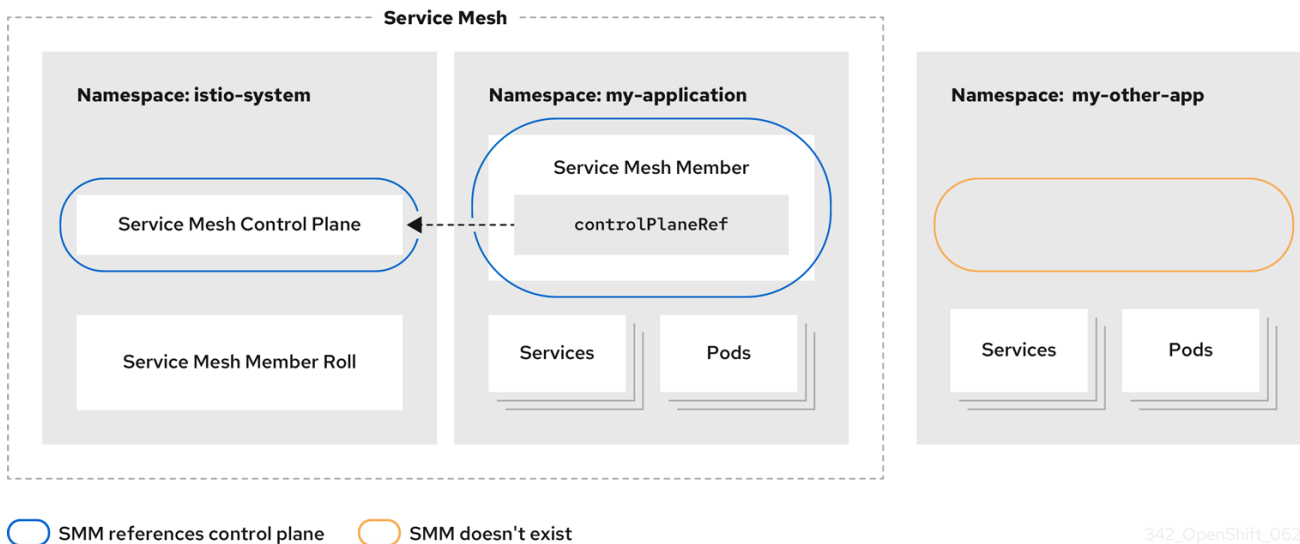 Service Mesh
Namespace: istio-system
Namespace: my-application
Namespace: my-other-app
Service Mesh Member
Service Mesh Control Plane
controlPlaneRef
Service Mesh Member Roll
Services
Pods
Services
Pods
SMM references control plane
SMM doesn't exist
342_OpenShift_062